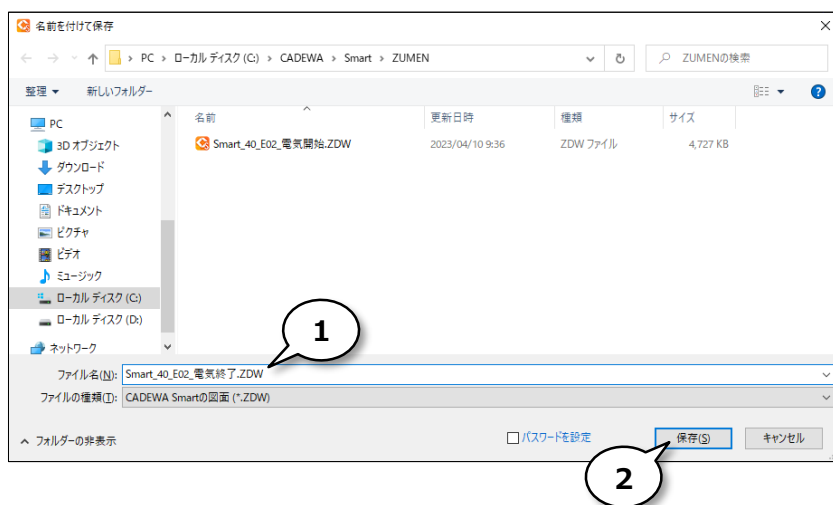 名前を付けて保存
PC › ローカル ディスク (C:) › CADEWA › Smart › ZUMEN
ZUMENの検索
整理 新しいフォルダー
名前 更新日時 種類 サイズ
Smart_40_E02_電気開始.ZDW 2023/04/10 9:36 ZDW ファイル 4,727 KB
PC
3D オブジェクト
ダウンロード
デスクトップ
ドキュメント
ピクチャ
ビデオ
ミュージック
ローカル ディスク (C:)
ローカル ディスク (D:)
ネットワーク
1
ファイル名(N): Smart_40_E02_電気終了.ZDW
ファイルの種類(T): CADEWA Smartの図面 (*.ZDW)
フォルダーの非表示
パスワードを設定
保存(S)
キャンセル
2